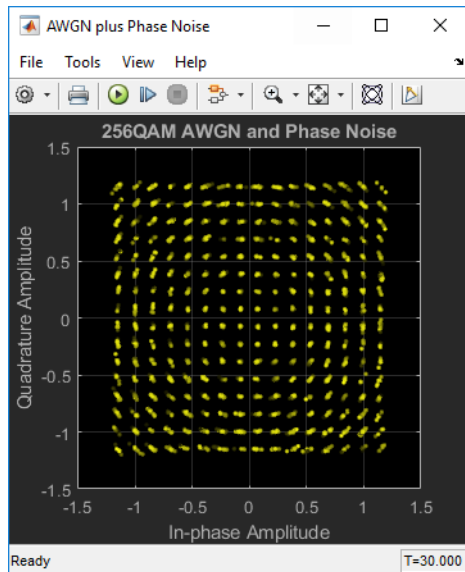 AWGN plus Phase Noise
File Tools View Help
256QAM AWGN and Phase Noise
1.5
1
0.5
0
-0.5
-1
-1.5
Quadrature Amplitude
-1.5 -1 -0.5 0 0.5 1 1.5
In-phase Amplitude
Ready T=30.000